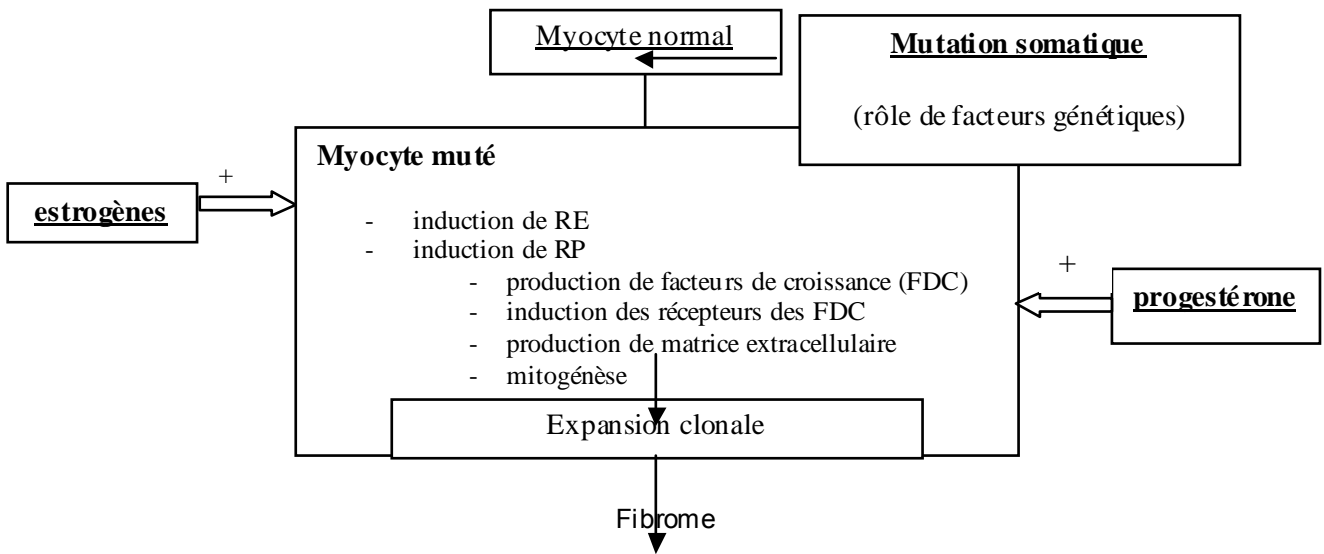 Myocyte normal
Mutation somatique
(rôle de facteurs génétiques)
Myocyte muté
+
estrogènes
- induction de RE
- induction de RP
- production de facteurs de croissance (FDC)
- induction des récepteurs des FDC
- production de matrice extracellulaire
- mitogénèse
+
progestérone
Expansion clonale
Fibrome